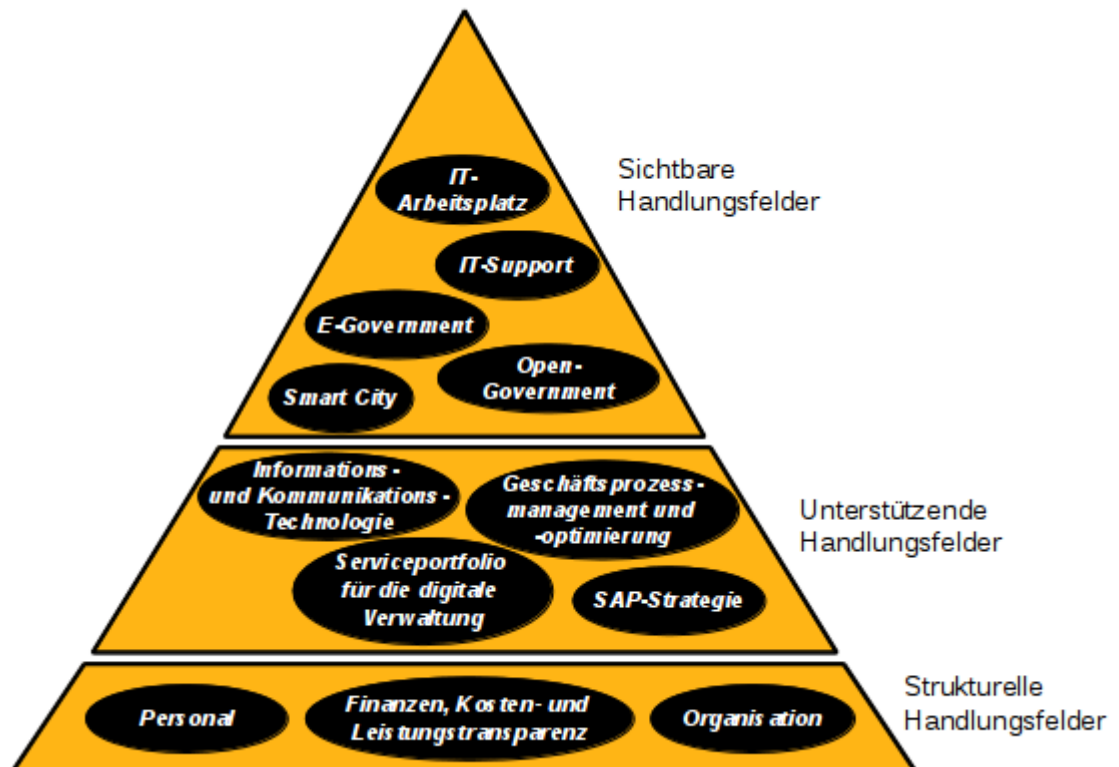 IT-
Arbeitsplatz
Sichtbare
Handlungsfelder
IT-Support
E-Government
Open-
Government
Smart City
Informations-
und Kommunikations-
Technologie
Geschäftsprozess-
management und
-optimierung
Unterstützende
Handlungsfelder
Serviceportfolio
für die digitale
Verwaltung
SAP-Strategie
Personal
Finanzen, Kosten- und
Leistungstransparenz
Organisation
Strukturelle
Handlungsfelder